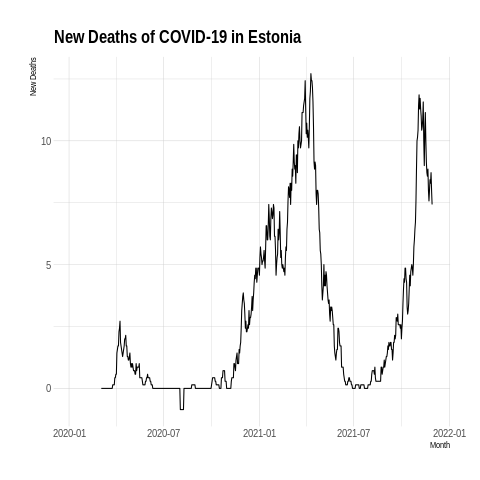 New Deaths of COVID-19 in Estonia
New Deaths
10
5
0
2020-01 2020-07 2021-01 2021-07 2022-01
Month